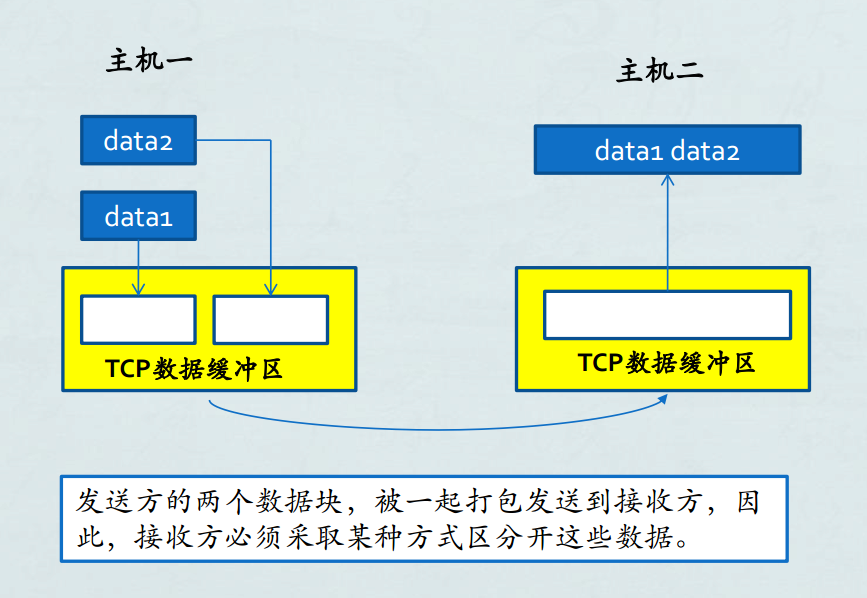 主机一
主机二
data2
data1
data1 data2
TCP数据缓冲区
TCP数据缓冲区
发送方的两个数据块，被一起打包发送到接收方，因
此，接收方必须采取某种方式区分开这些数据。